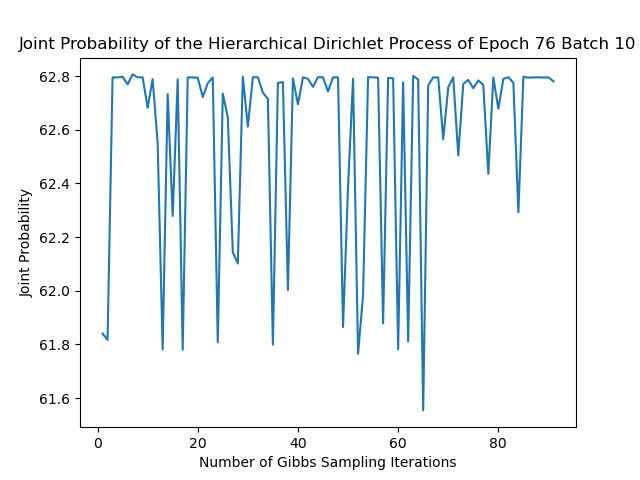 Joint Probability of the Hierarchical Dirichlet Process of Epoch 76 Batch 10
62.8
62.6
62.4
62.2
62.0
61.8
61.6
Joint Probability
0 20 40 60 80
Number of Gibbs Sampling Iterations